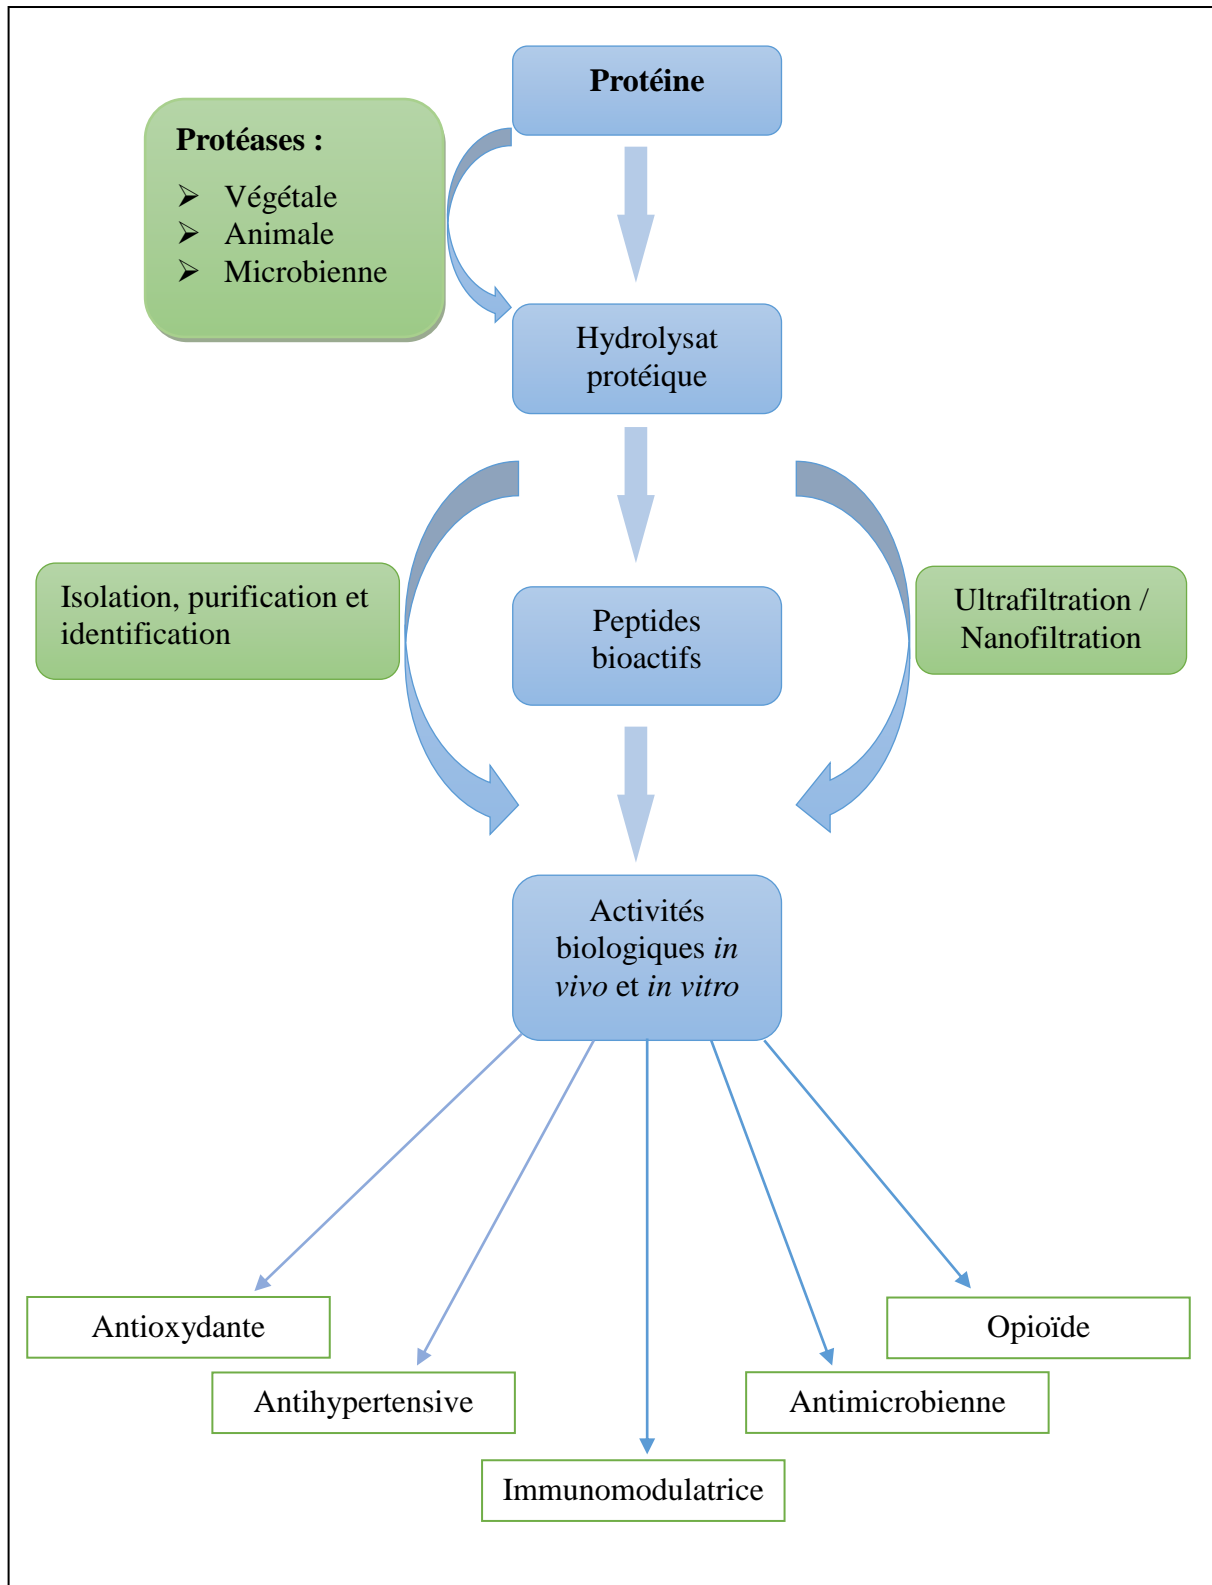 Protéine
Protéases :
➢ Végétale
➢ Animale
➢ Microbienne
Hydrolysat
protéique
Isolation, purification et
identification
Peptides
bioactifs
Ultrafiltration /
Nanofiltration
Activités
biologiques in
vivo et in vitro
Antioxydante
Opioïde
Antihypertensive
Antimicrobienne
Immunomodulatrice